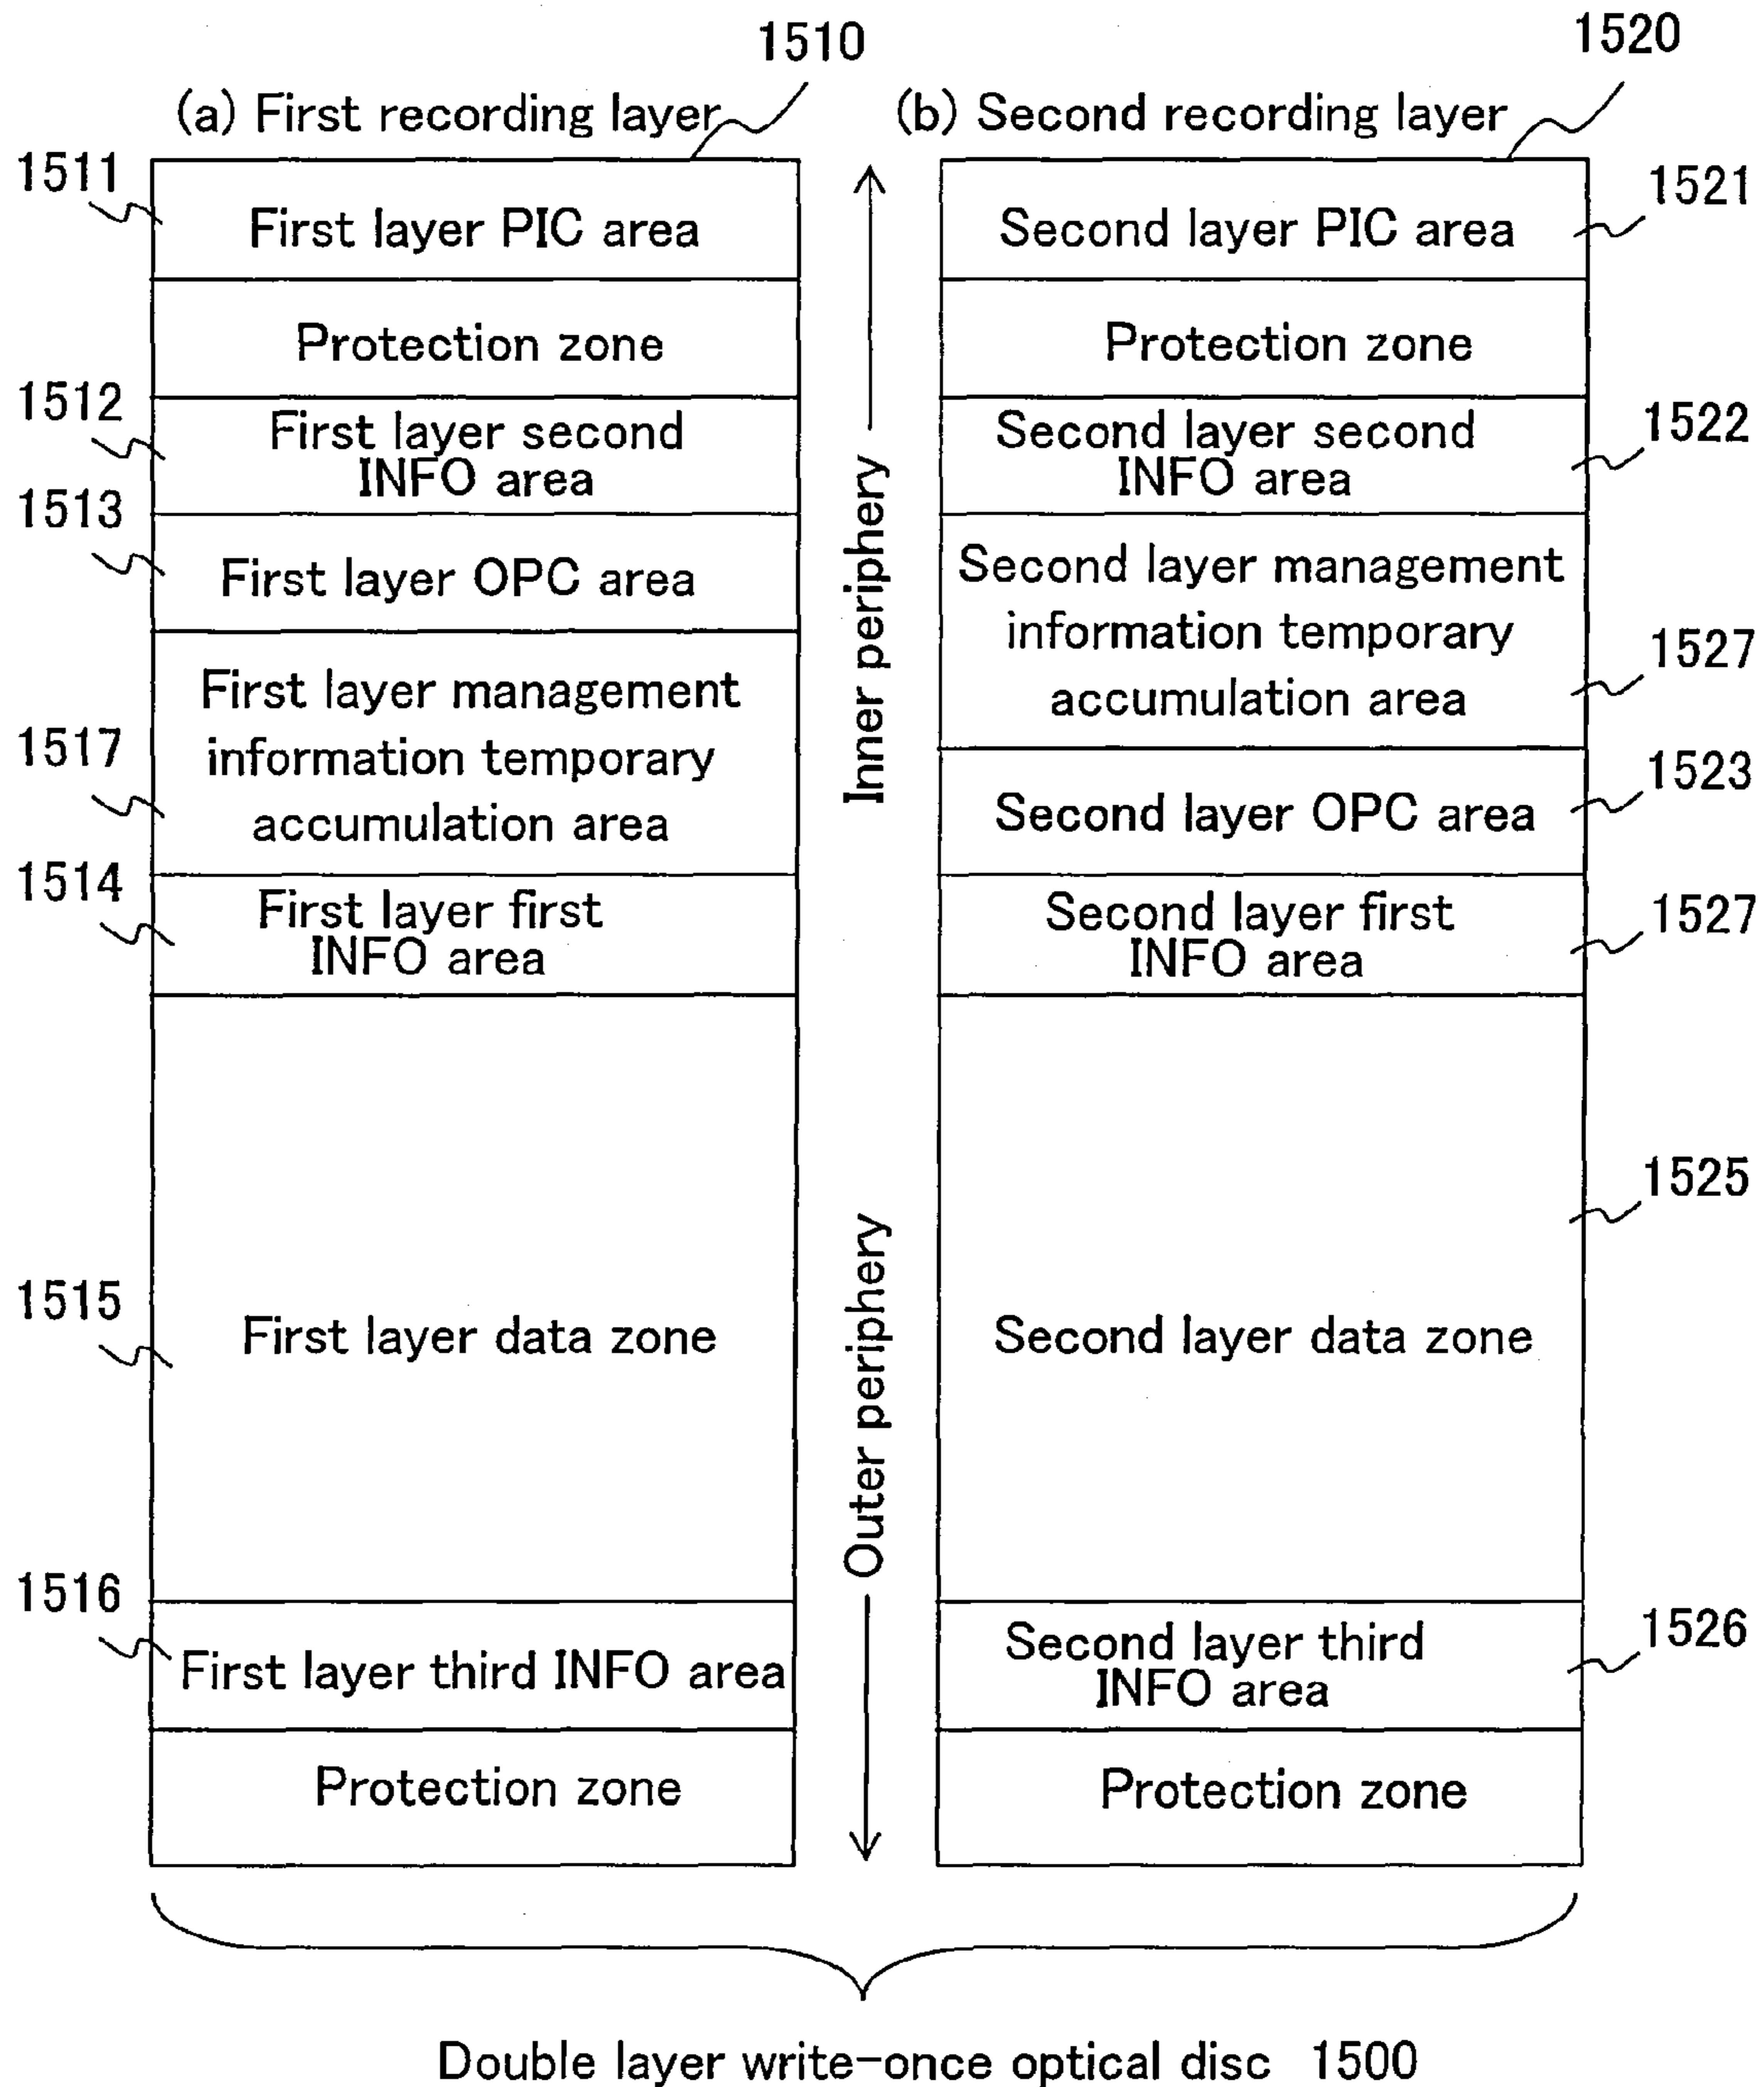 1510
1520
(a) First recording layer
(b) Second recording layer
1511
First layer PIC area
Protection zone
1512
First layer second
INFO area
1513
First layer OPC area
First layer management
information temporary
accumulation area
1517
1514
First layer first
INFO area
1515
First layer data zone
1516
First layer third INFO area
Protection zone
Inner periphery
Outer periphery
1521
Second layer PIC area
Protection zone
1522
Second layer second
INFO area
Second layer management
information temporary
accumulation area
1527
1523
Second layer OPC area
Second layer first
INFO area
1527
1525
Second layer data zone
Second layer third
INFO area
1526
Protection zone
Double layer write-once optical disc 1500